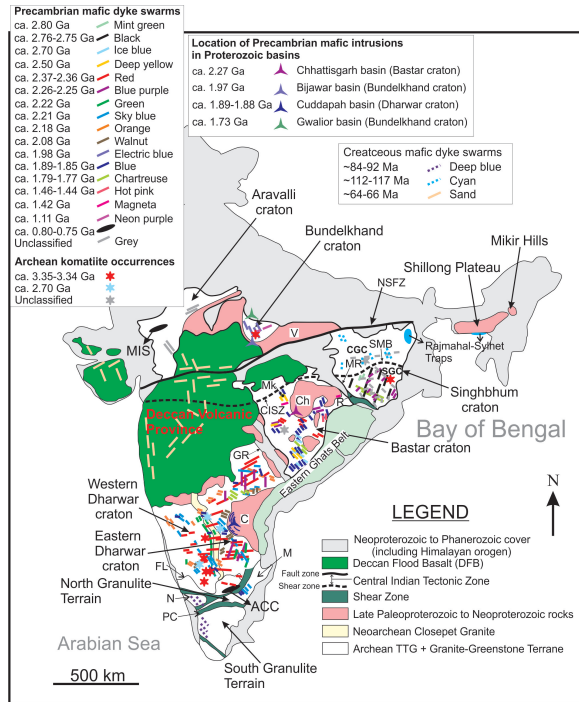 Precambrian mafic dyke swarms
ca. 2.80 Ga Mint green
ca. 2.76-2.75 Ga Black
ca. 2.70 Ga Ice blue
ca. 2.50 Ga Deep yellow
ca. 2.37-2.36 Ga Red
ca. 2.26-2.25 Ga Blue purple
ca. 2.22 Ga Green
ca. 2.21 Ga Sky blue
ca. 2.18 Ga Orange
ca. 2.08 Ga Walnut
ca. 1.98 Ga Electric blue
ca. 1.89-1.85 Ga Blue
ca. 1.79-1.77 Ga Chartreuse
ca. 1.46-1.44 Ga Hot pink
ca. 1.42 Ga Magneta
ca. 1.11 Ga Neon purple
ca. 0.80-0.75 Ga
Unclassified Grey
Archean komatiite occurrences
ca. 3.35-3.34 Ga
ca. 2.70 Ga
Unclassified
Location of Precambrian mafic intrusions
in Proterozoic basins
ca. 2.27 Ga Chhattisgarh basin (Bastar craton)
ca. 1.97 Ga Bijawar basin (Bundelkhand craton)
ca. 1.89-1.88 Ga Cuddapah basin (Dharwar craton)
ca. 1.73 Ga Gwalior basin (Bundelkhand craton)
Creatceous mafic dyke swarms
~84-92 Ma Deep blue
~112-117 Ma Cyan
~64-66 Ma Sand
Aravalli
craton
Bundelkhand
craton
Mikir Hills
Shillong Plateau
NSFZ
V
MIS
Rajmahal-Sylhet
Traps
CGC
SMB
MR
SGC
Singhbhum
craton
Mk
CISZ
Ch
R
Deccan Volcanic
Province
Bastar craton
Bay of Bengal
Eastern Ghats Belt
GR
Western
Dharwar
craton
C
Eastern
Dharwar
craton
FL
M
North Granulite
Terrain
N
ACC
PC
Arabian Sea
South Granulite
Terrain
500 km
N
LEGEND
Neoproterozoic to Phanerozoic cover
(including Himalayan orogen)
Deccan Flood Basalt (DFB)
Fault zone
Central Indian Tectonic Zone
Shear zone
Shear Zone
Late Paleoproterozoic to Neoproterozoic rocks
Neoarchean Closepet Granite
Archean TTG + Granite-Greenstone Terrane